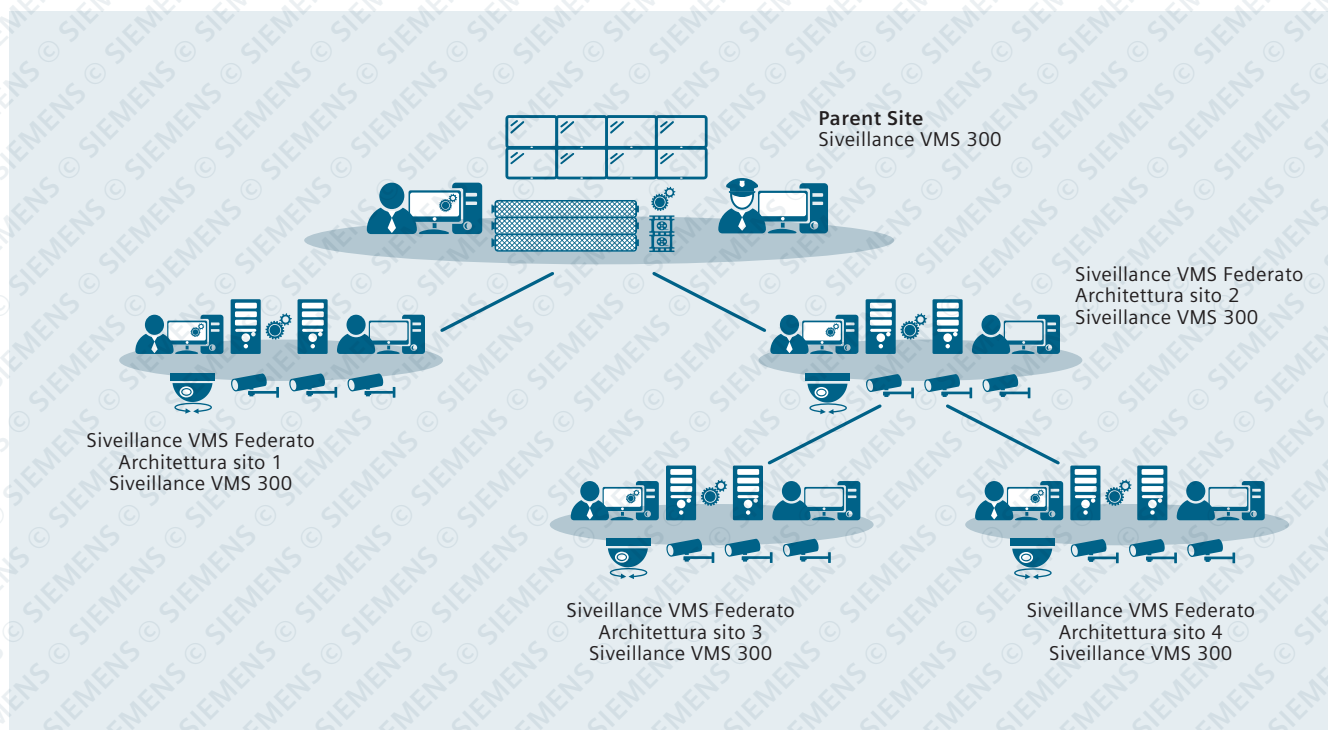 Parent Site
Siveillance VMS 300
Siveillance VMS Federato
Architettura sito 2
Siveillance VMS 300
Siveillance VMS Federato
Architettura sito 1
Siveillance VMS 300
Siveillance VMS Federato
Architettura sito 3
Siveillance VMS 300
Siveillance VMS Federato
Architettura sito 4
Siveillance VMS 300
© SIEMENS